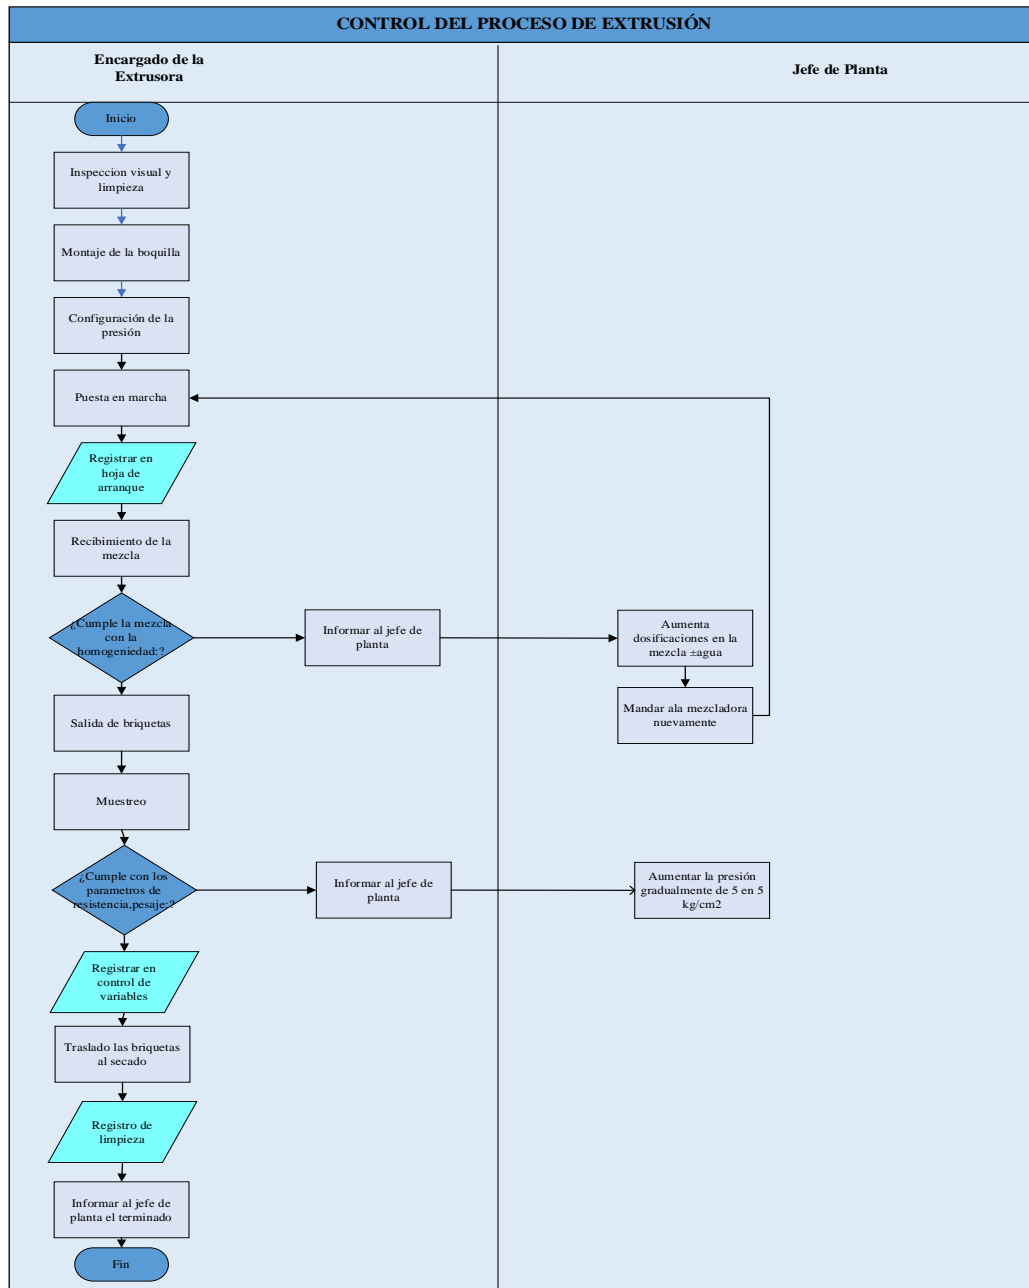 CONTROL DEL PROCESO DE EXTRUSIÓN
Encargado de la
Extrusora
Jefe de Planta
Inicio
Inspeccion visual y
limpieza
Montaje de la boquilla
Configuración de la
presión
Puesta en marcha
Registrar en
hoja de
arranque
Recibimiento de la
mezcla
¿Cumple la mezcla
con la
homogeniedad:?
Informar al jefe de
planta
Aumenta
dosificaciones en la
mezcla ±agua
Mandar ala mezcladora
nuevamente
Salida de briquetas
Muestreo
¿Cumple con los
parametros de
resistencia,pesaje:?
Informar al jefe de
planta
Aumentar la presión
gradualmente de 5 en 5
kg/cm2
Registrar en
control de
variables
Traslado las briquetas
al secado
Registro de
limpieza
Informar al jefe de
planta el terminado
Fin